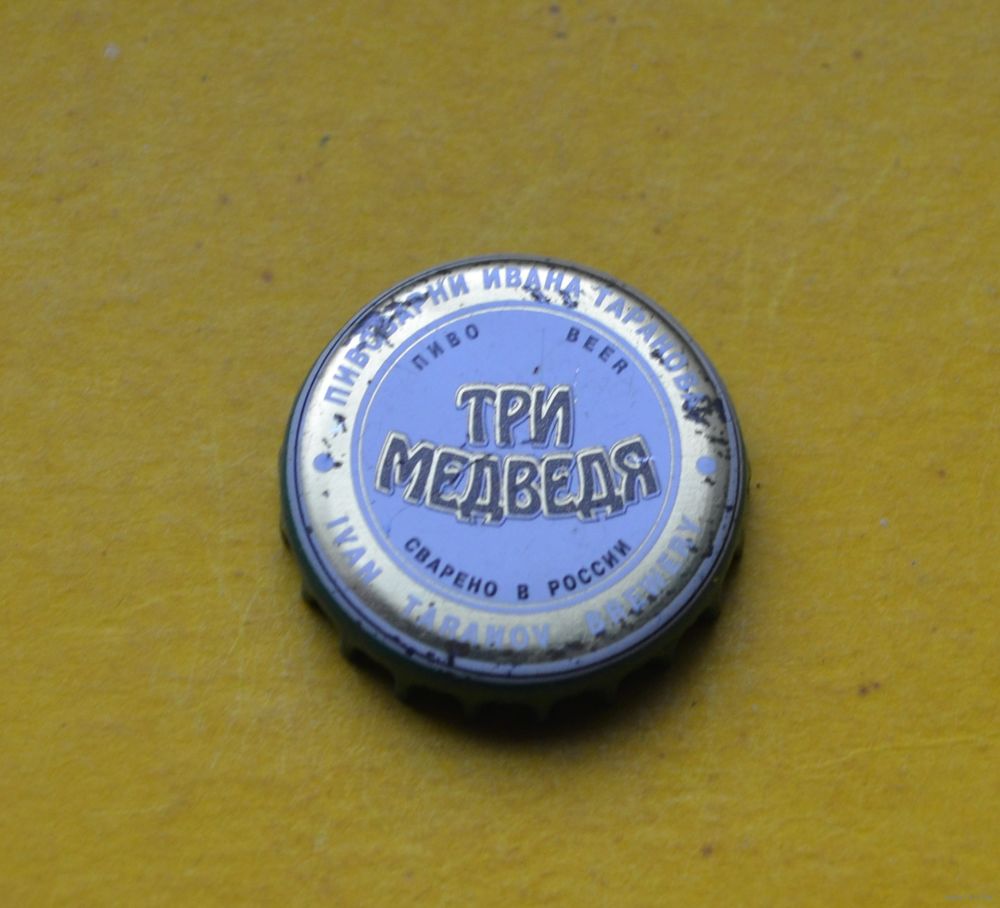 ПИВОВАРНИ ИВАНА ТАРАНОВА
ПИВО BEER
ТРИ
МЕДВЕДЯ
СВАРЕНО В РОССИИ
IVAN TARANOV BREWERY